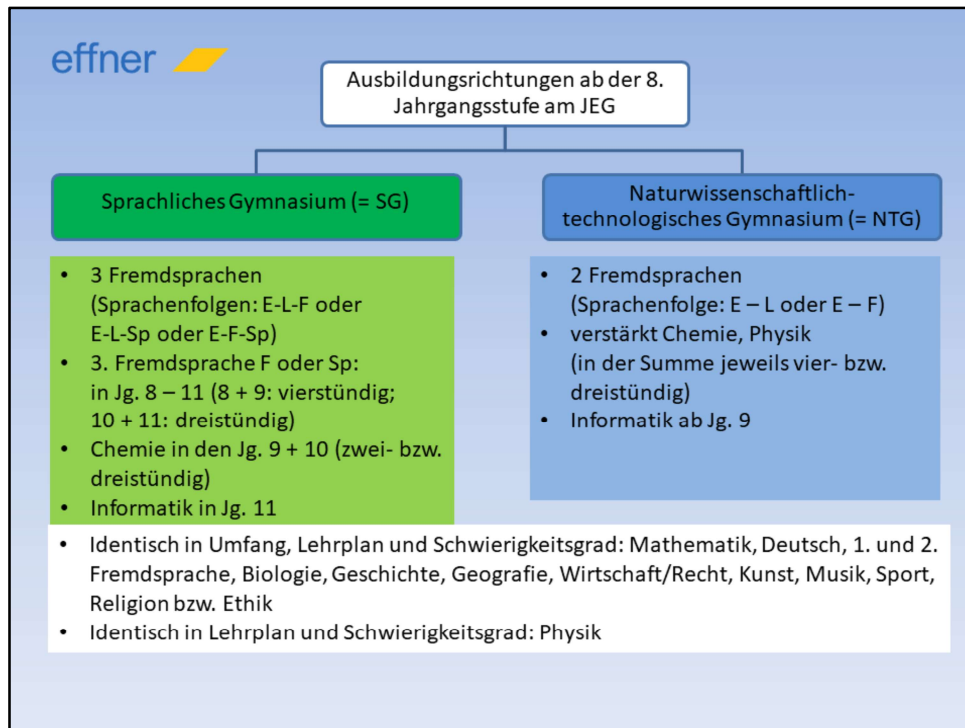 effner
Ausbildungsrichtungen ab der 8.
Jahrgangsstufe am JEG
Sprachliches Gymnasium (= SG)
Naturwissenschaftlich-
technologisches Gymnasium (= NTG)
• 3 Fremdsprachen
(Sprachenfolgen: E-L-F oder
E-L-Sp oder E-F-Sp)
• 3. Fremdsprache F oder Sp:
in Jg. 8 – 11 (8 + 9: vierstündig;
10 + 11: dreistündig)
• Chemie in den Jg. 9 + 10 (zwei- bzw.
dreistündig)
• Informatik in Jg. 11
• 2 Fremdsprachen
(Sprachenfolge: E – L oder E – F)
• verstärkt Chemie, Physik
(in der Summe jeweils vier- bzw.
dreistündig)
• Informatik ab Jg. 9
• Identisch in Umfang, Lehrplan und Schwierigkeitsgrad: Mathematik, Deutsch, 1. und 2.
Fremdsprache, Biologie, Geschichte, Geografie, Wirtschaft/Recht, Kunst, Musik, Sport,
Religion bzw. Ethik
• Identisch in Lehrplan und Schwierigkeitsgrad: Physik